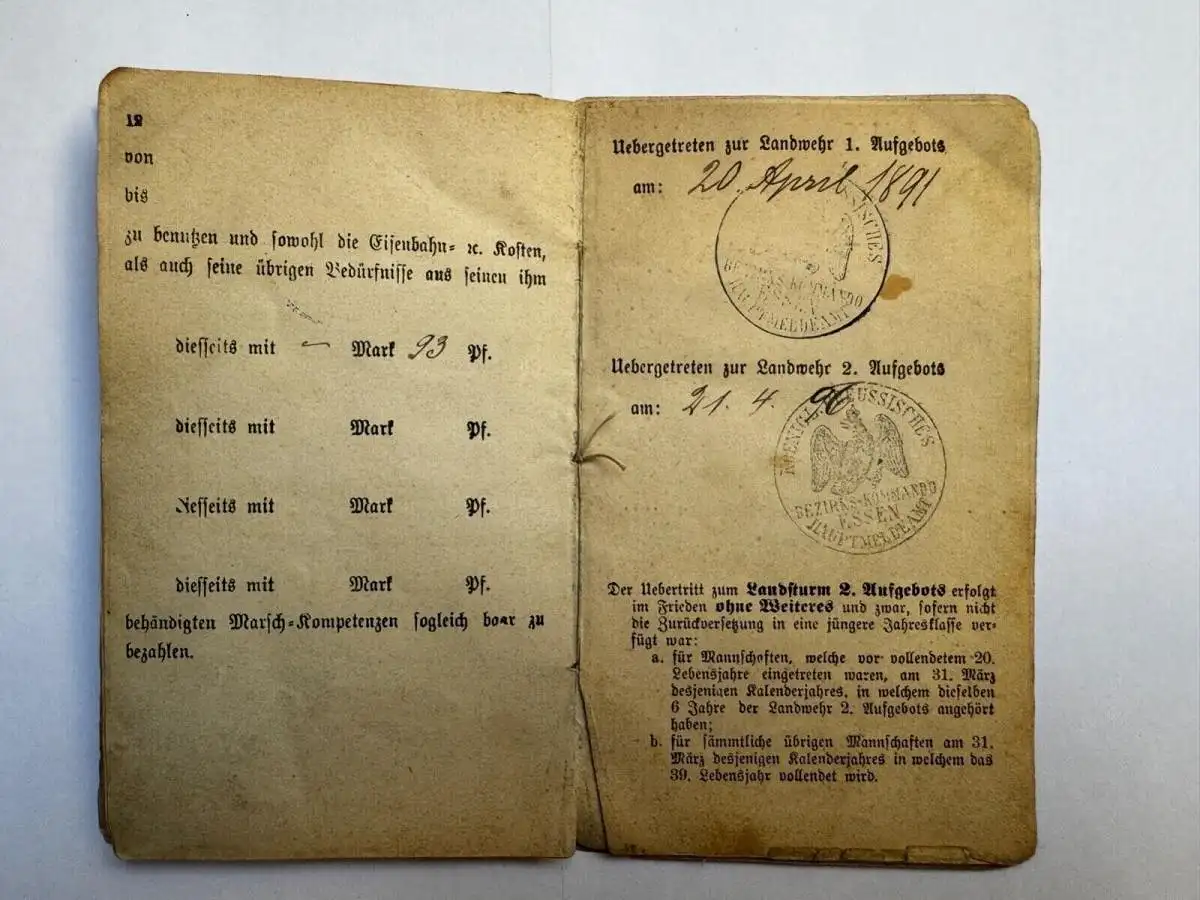 12
von
bis
zu benutzen und sowohl die Eisenbahn- ꝛc. Kosten,
als auch seine übrigen Bedürfnisse aus seinen ihm
diesseits mit — Mark 93 Pf.
diesseits mit Mark Pf.
diesseits mit Mark Pf.
diesseits mit Mark Pf.
behändigten Marsch-Kompetenzen sogleich baar zu
bezahlen.
Uebergetreten zur Landwehr 1. Aufgebots
am: 20. April 1891
BEZIRKS-KOMMANDO
HAUPTMELDEAMT
Uebergetreten zur Landwehr 2. Aufgebots
am: 21. 4. 96
KOENIGL. PREUSSISCHES
BEZIRKS-KOMMANDO
ESSEN
HAUPTMELDEAMT
Der Uebertritt zum Landsturm 2. Aufgebots erfolgt
im Frieden ohne Weiteres und zwar, sofern nicht
die Zurückversetzung in eine jüngere Jahresklasse ver-
fügt war:
a. für Mannschaften, welche vor vollendetem 20.
Lebensjahre eingetreten waren, am 31. März
desjenigen Kalenderjahres, in welchem dieselben
6 Jahre der Landwehr 2. Aufgebots angehört
haben;
b. für sämmtliche übrigen Mannschaften am 31.
März desjenigen Kalenderjahres in welchem das
39. Lebensjahr vollendet wird.